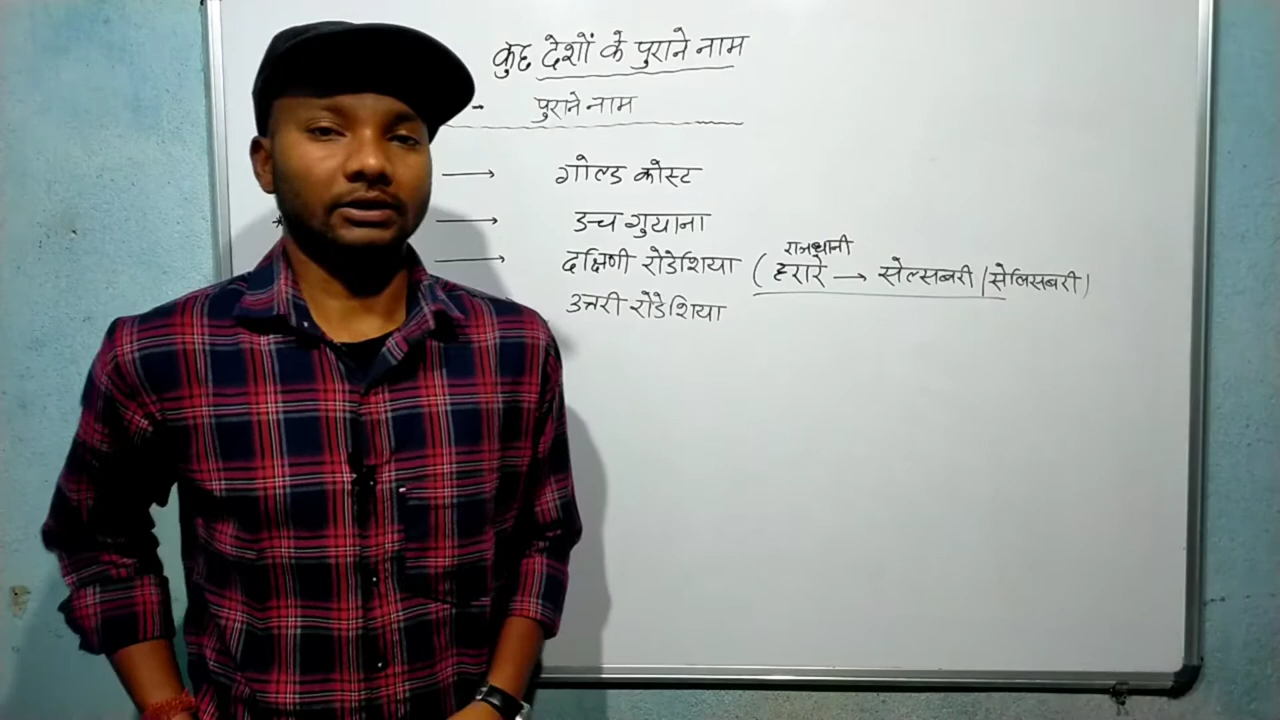 कुछ देशों के पुराने नाम
- पुराने नाम
→ गोल्ड कोस्ट
* → डच गुयाना
→ दक्षिणी रोडेशिया (हरारे → सेल्सबरी/सेलिसबरी)
राजधानी
उत्तरी रोडेशिया